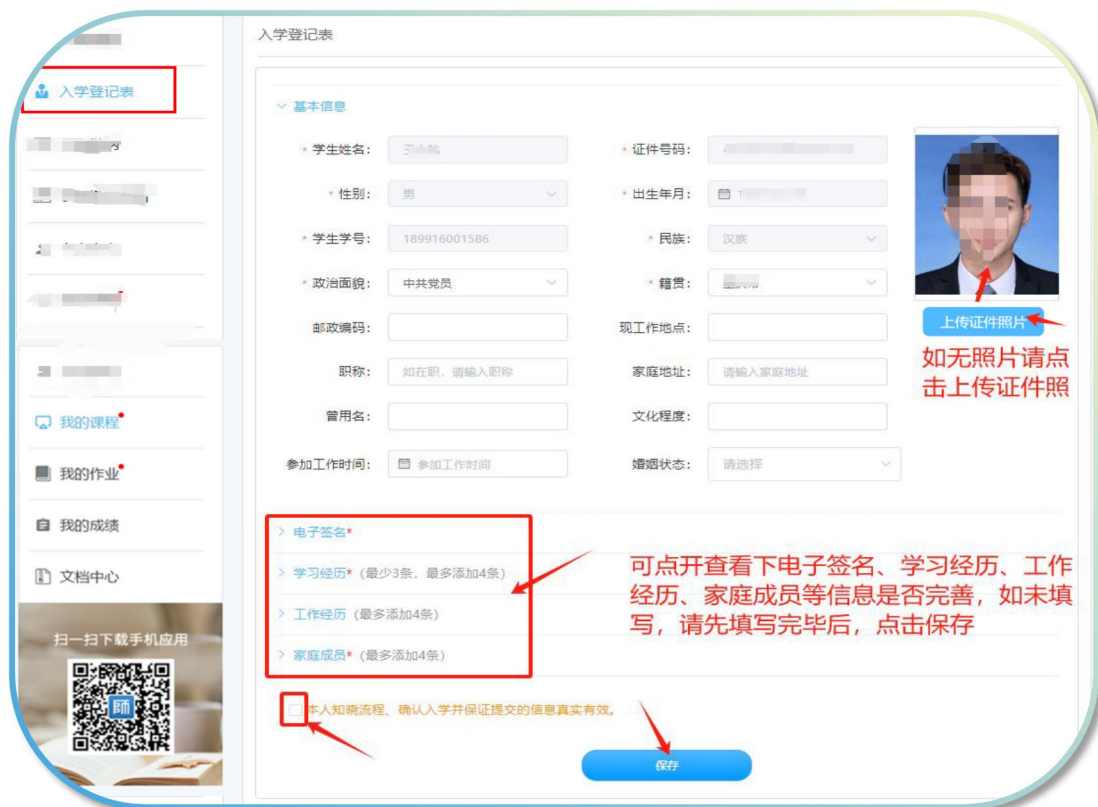 入学登记表
入学登记表
基本信息
* 学生姓名：
* 证件号码：
* 性别： 男
* 出生年月： 1
* 学生学号： 189916001586
* 民族： 汉族
* 政治面貌： 中共党员
* 籍贯：
邮政编码：
现工作地点：
上传证件照片
职称： 如在职，请输入职称
家庭地址： 请输入家庭地址
如无照片请点
击上传证件照
曾用名：
文化程度：
我的课程
参加工作时间： 参加工作时间
婚姻状态： 请选择
我的作业
我的成绩
文档中心
电子签名*
学习经历*（最少3条，最多添加4条）
工作经历（最多添加4条）
家庭成员*（最多添加4条）
可点开查看下电子签名、学习经历、工作
经历、家庭成员等信息是否完善，如未填
写，请先填写完毕后，点击保存
扫一扫下载手机应用
師
本人知晓流程、确认入学并保证提交的信息真实有效。
保存